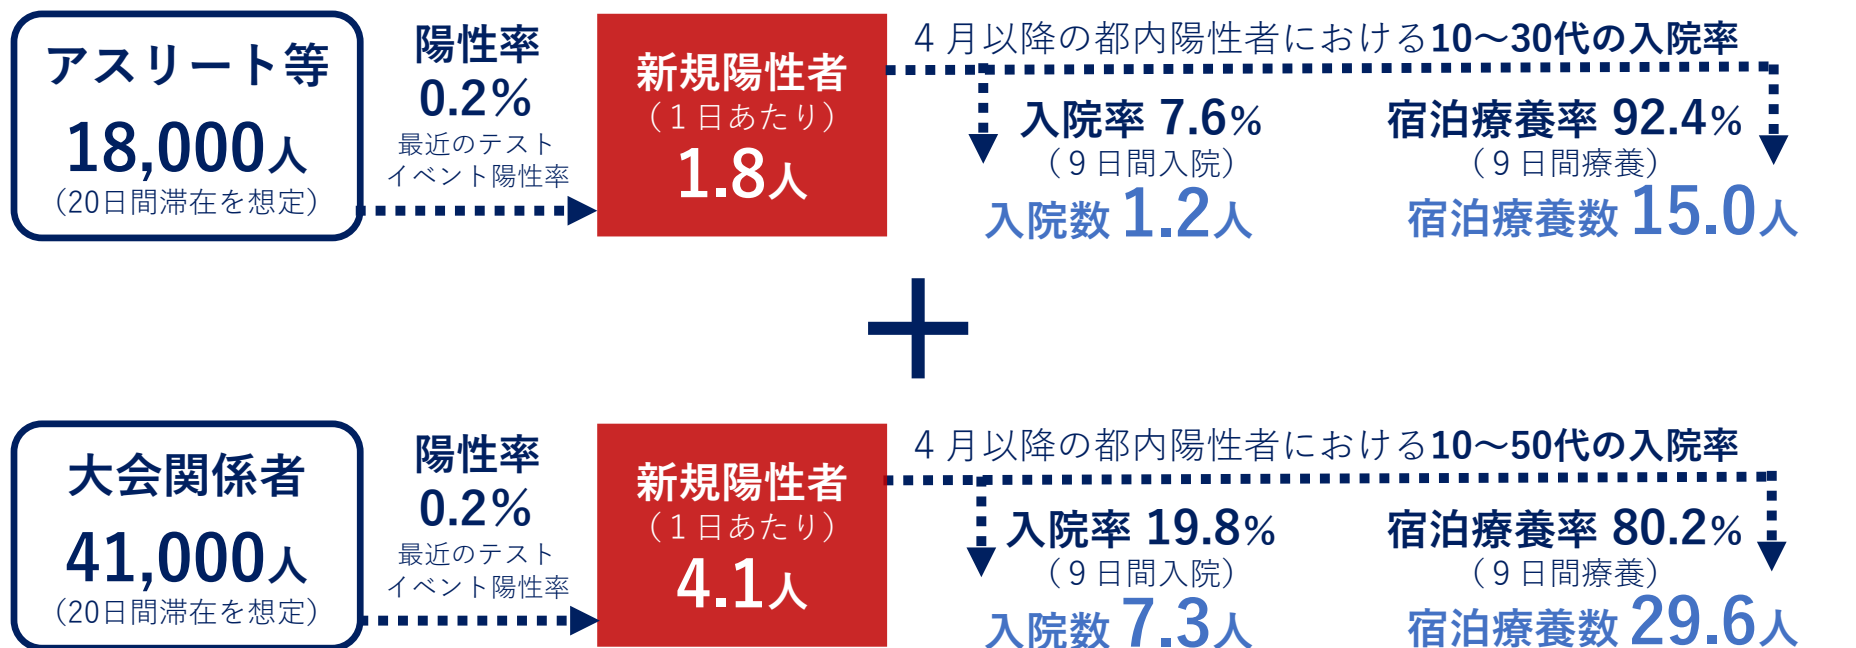 アスリート等
18,000人
（20日間滞在を想定）
陽性率
0.2%
最近のテスト
イベント陽性率
新規陽性者
（１日あたり）
1.8人
４月以降の都内陽性者における10～30代の入院率
入院率 7.6%
（９日間入院）
入院数 1.2人
宿泊療養率 92.4%
（９日間療養）
宿泊療養数 15.0人
＋
大会関係者
41,000人
（20日間滞在を想定）
陽性率
0.2%
最近のテスト
イベント陽性率
新規陽性者
（１日あたり）
4.1人
４月以降の都内陽性者における10～50代の入院率
入院率 19.8%
（９日間入院）
入院数 7.3人
宿泊療養率 80.2%
（９日間療養）
宿泊療養数 29.6人